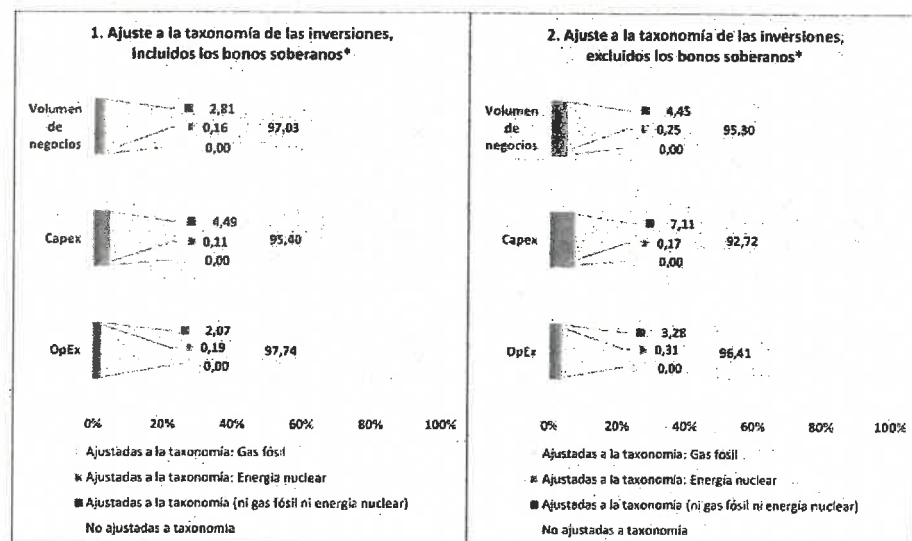 1. Ajuste a la taxonomía de las inversiones,
incluidos los bonos soberanos*
Volumen
de
negocios
2,81
0,16
97,03
0,00
Capex
4,49
0,11
95,40
0,00
OpEx
2,07
0,19
97,74
0,00
0% 20% 40% 60% 80% 100%
Ajustadas a la taxonomía: Gas fósil
Ajustadas a la taxonomía: Energía nuclear
Ajustadas a la taxonomía (ni gas fósil ni energía nuclear)
No ajustadas a taxonomía
2. Ajuste a la taxonomía de las inversiones,
excluidos los bonos soberanos*
Volumen
de
negocios
4,45
0,25
95,30
0,00
Capex
7,11
0,17
92,72
0,00
OpEx
3,28
0,31
96,41
0,00
0% 20% 40% 60% 80% 100%
Ajustadas a la taxonomía: Gas fósil
Ajustadas a la taxonomía: Energía nuclear
Ajustadas a la taxonomía (ni gas fósil ni energía nuclear)
No ajustadas a taxonomía